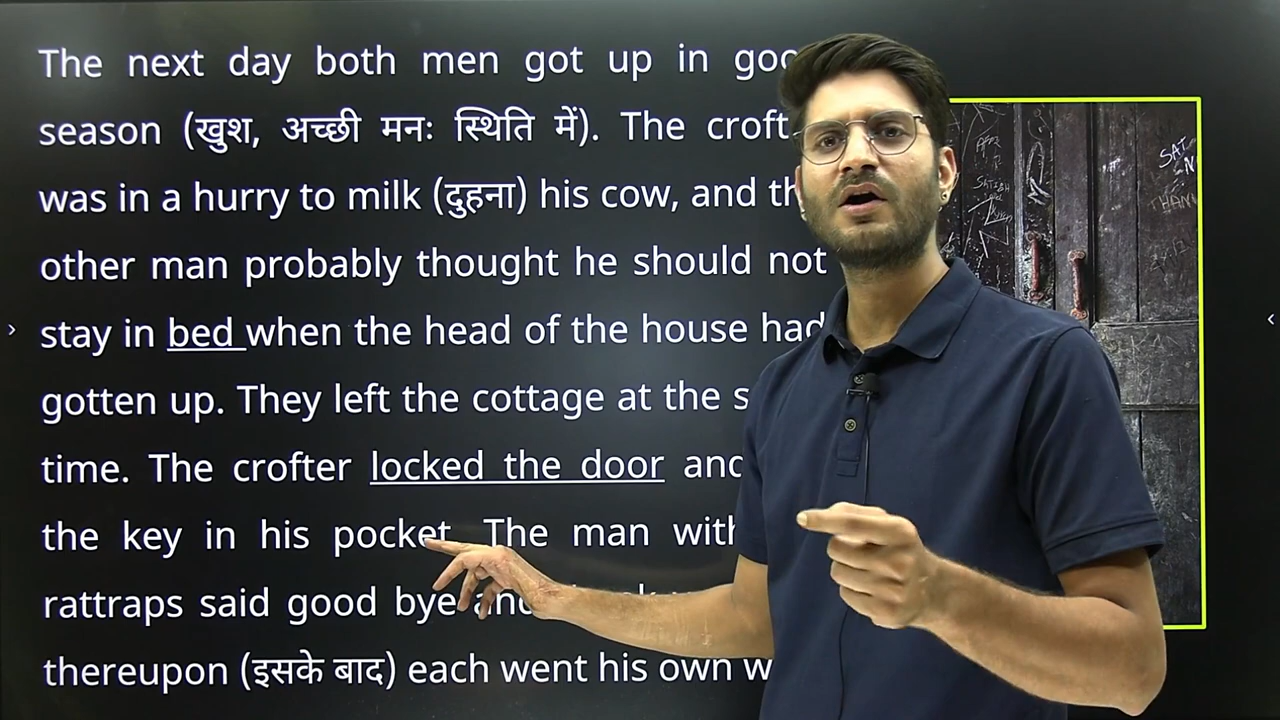 The next day both men got up in
season (खुश, अच्छी मनः स्थिति में). The
was in a hurry to milk (दुहना) his cow, and
other man probably thought he should not
stay in bed when the head of the house had
gotten up. They left the cottage at the
time. The crofter locked the door and
the key in his pocket. The man with
rattraps said good bye and
thereupon (इसके बाद) each went his own